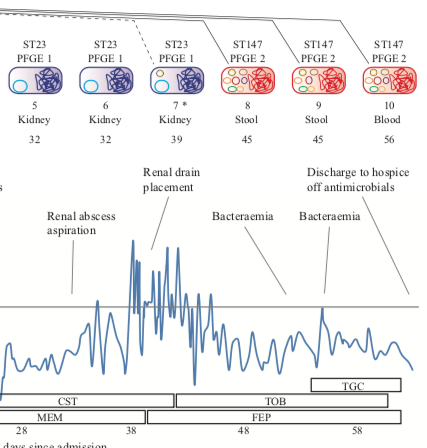 ST23 ST23 ST23 ST147 ST147 ST147
PFGE 1 PFGE 1 PFGE 1 PFGE 2 PFGE 2 PFGE 2
5 6 7 * 8 9 10
Kidney Kidney Kidney Stool Stool Blood
32 32 39 45 45 56
Renal drain
placement
Discharge to hospice
off antimicrobials
s
Renal abscess
aspiration
Bacteraemia
Bacteraemia
TGC
CST TOB
MEM FEP
28 38 48 58
days since admission